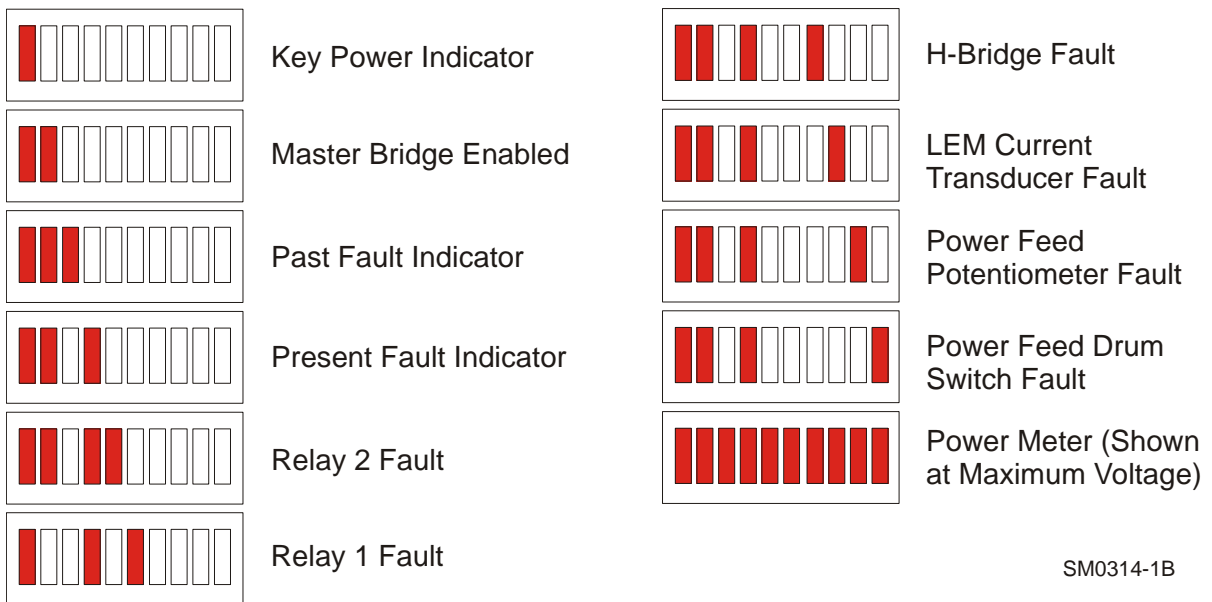 Key Power Indicator
Master Bridge Enabled
Past Fault Indicator
Present Fault Indicator
Relay 2 Fault
Relay 1 Fault
H-Bridge Fault
LEM Current
Transducer Fault
Power Feed
Potentiometer Fault
Power Feed Drum
Switch Fault
Power Meter (Shown
at Maximum Voltage)
SM0314-1B